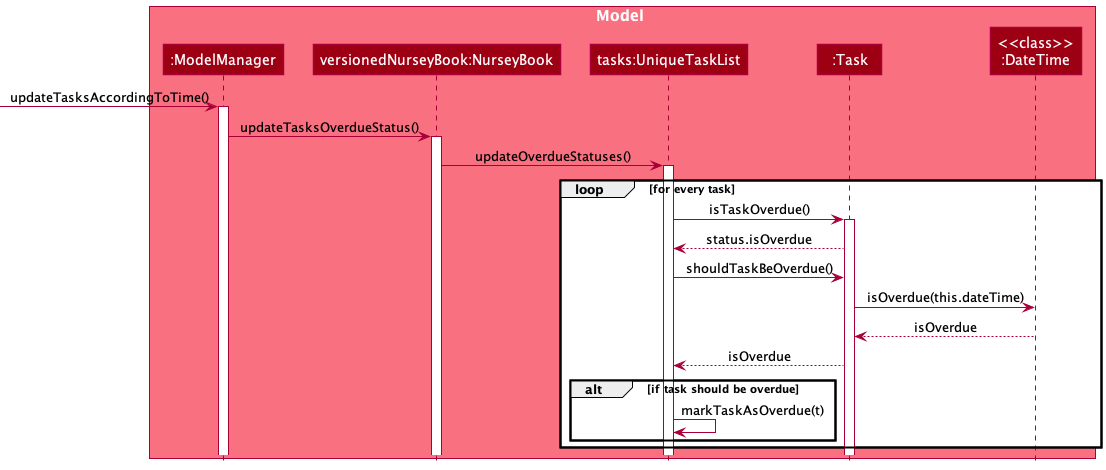 Model
:ModelManager
versionedNurseyBook:NurseyBook
tasks:UniqueTaskList
:Task
<<class>>
:DateTime
updateTasksAccordingToTime()
updateTasksOverdueStatus()
updateOverdueStatuses()
loop
[for every task]
isTaskOverdue()
status.isOverdue
shouldTaskBeOverdue()
isOverdue(this.dateTime)
isOverdue
isOverdue
alt
[if task should be overdue]
markTaskAsOverdue(t)